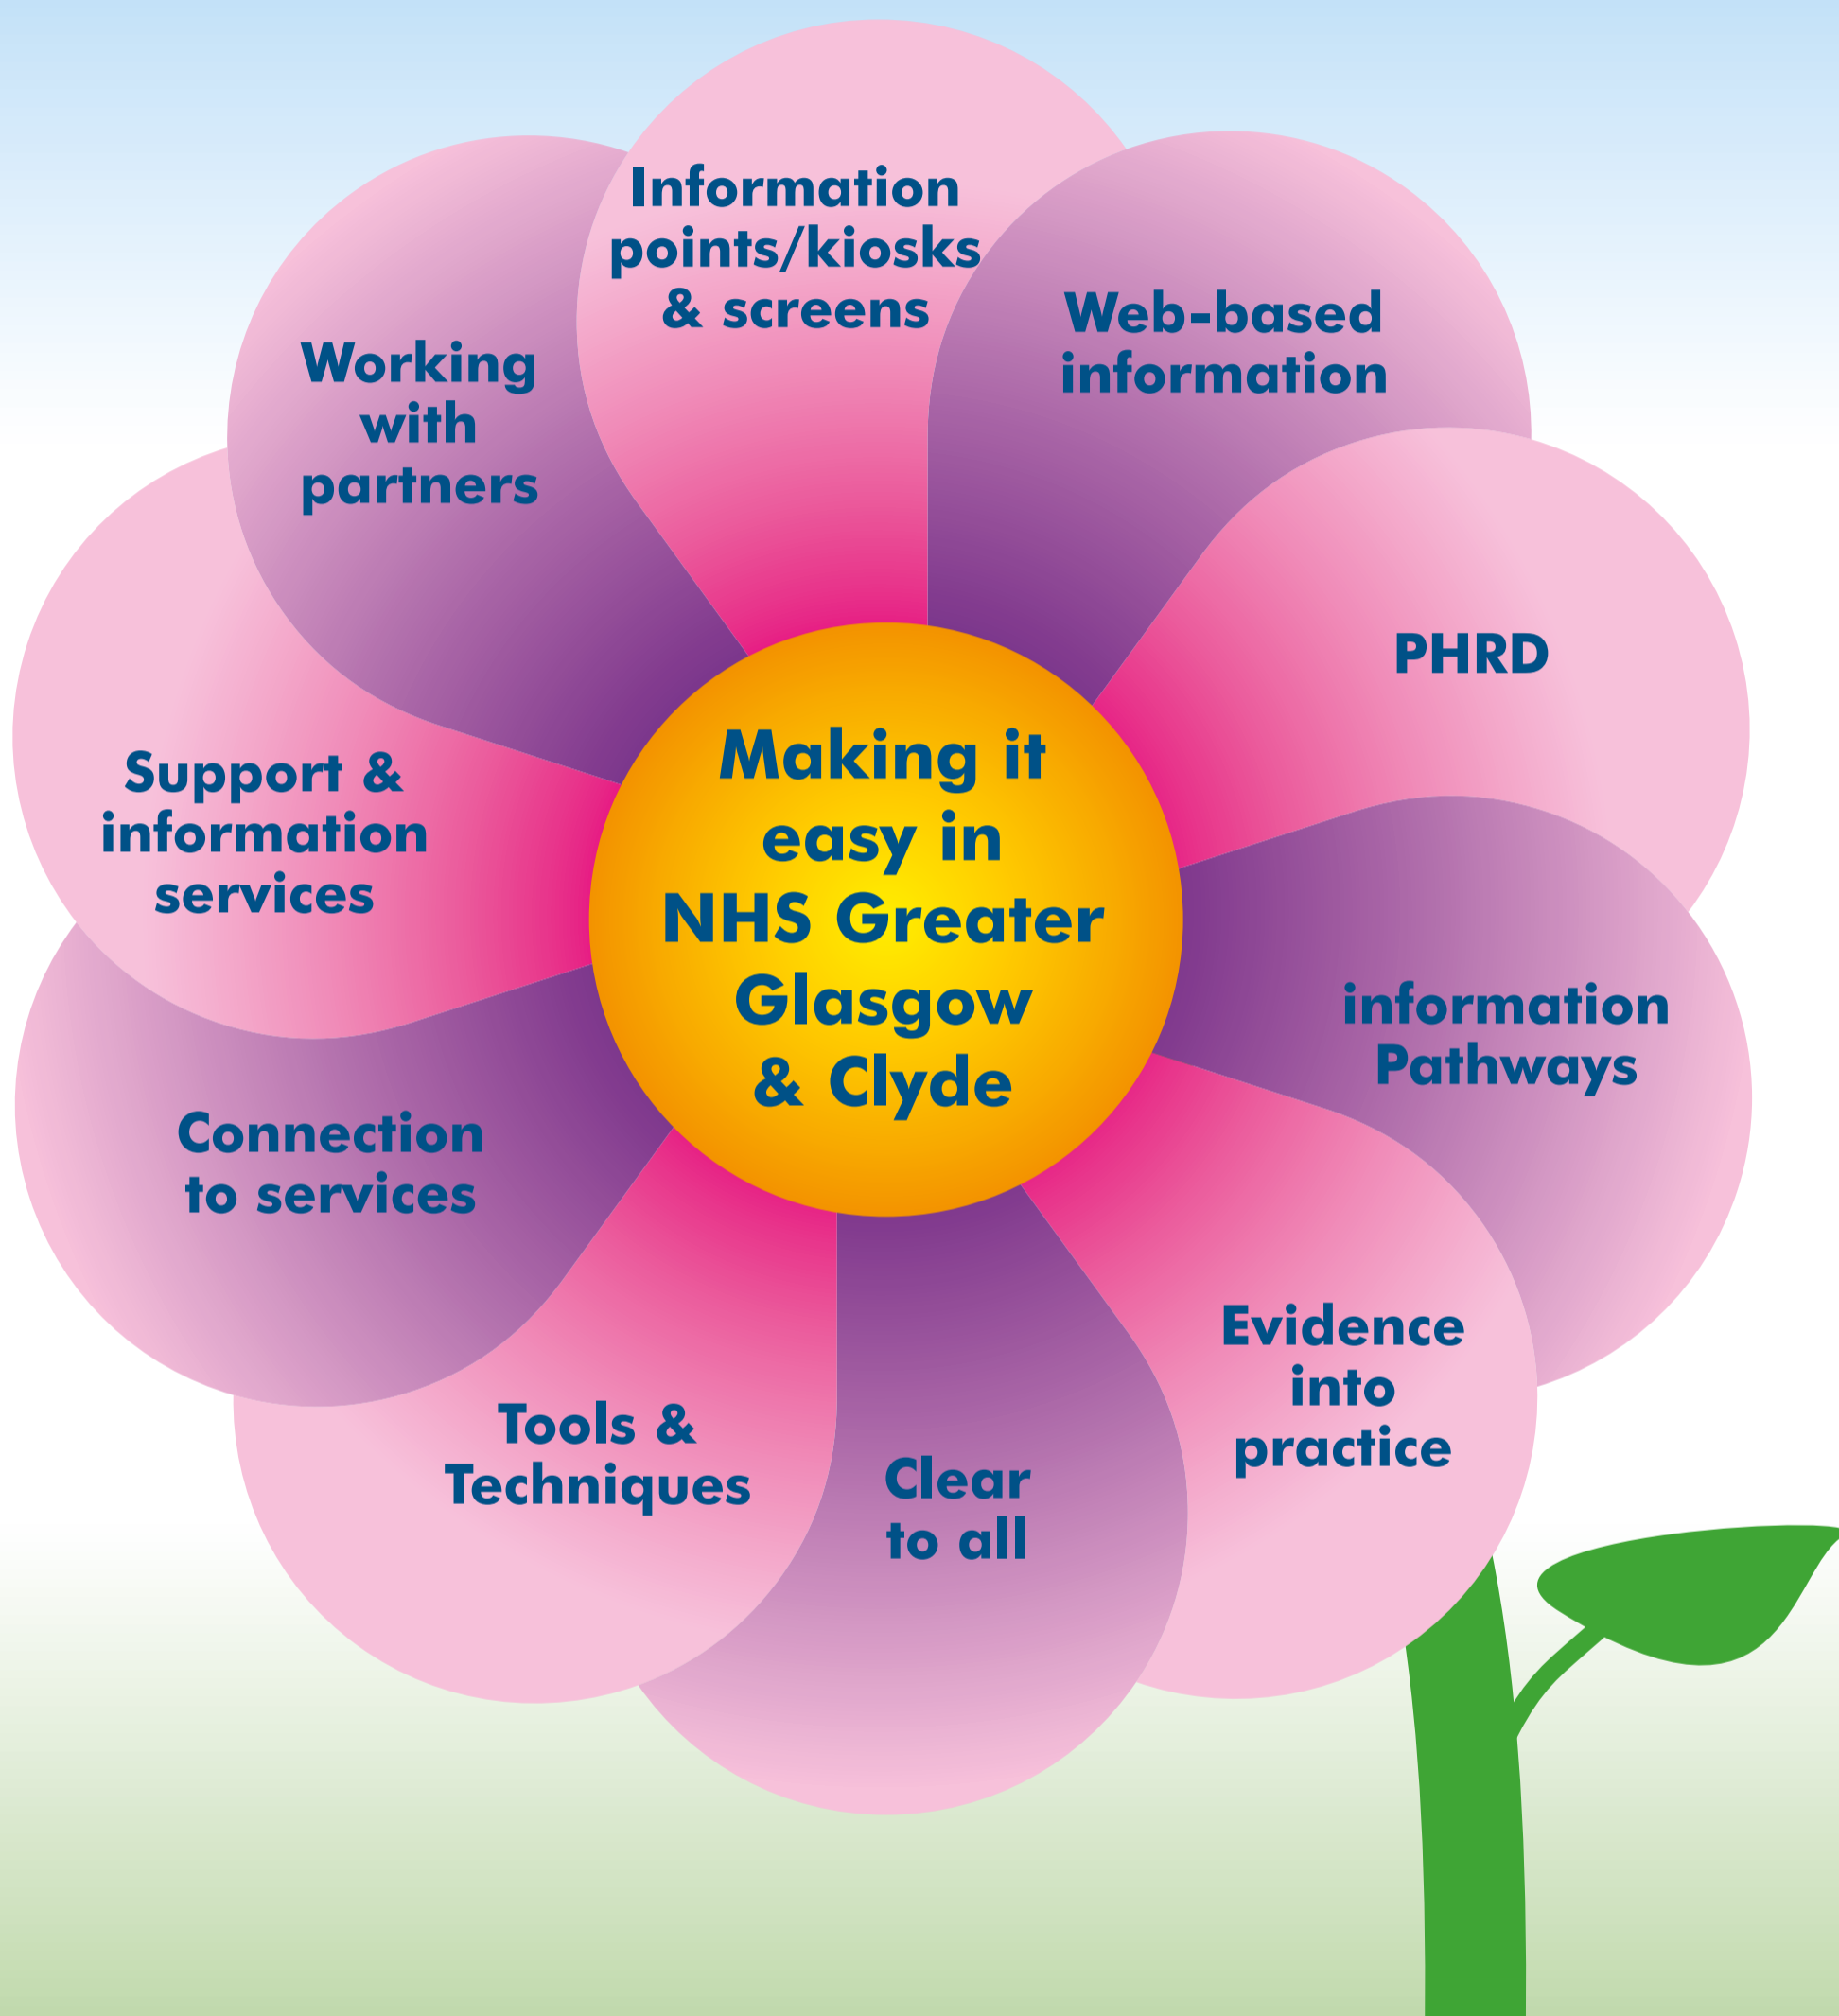 Information
points/kiosks
& screens
Web-based
information
PHRD
information
Pathways
Evidence
into
practice
Clear
to all
Tools &
Techniques
Connection
to services
Support &
information
services
Working
with
partners
Making it
easy in
NHS Greater
Glasgow
& Clyde